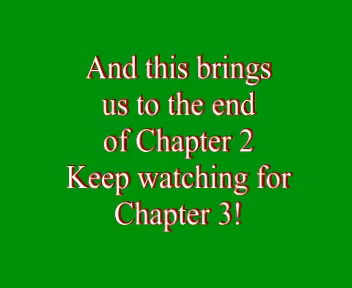 And this brings
us to the end
of Chapter 2
Keep watching for
Chapter 3!